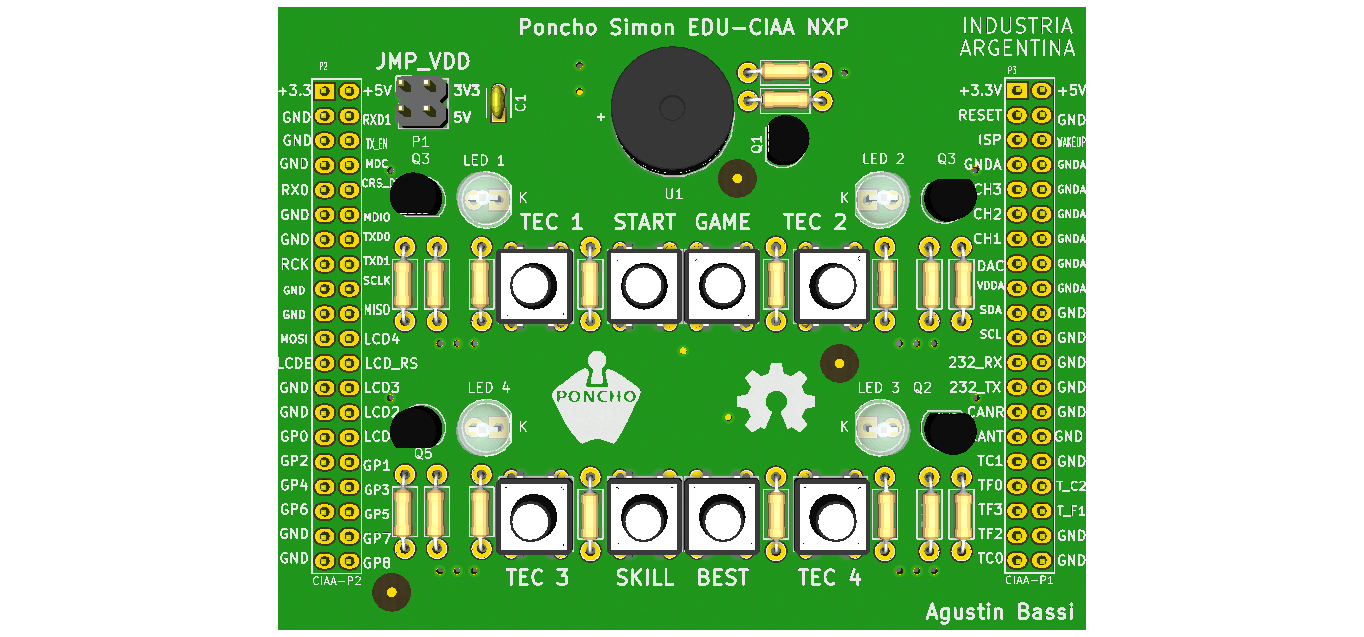 Poncho Simon EDU-CIAA NXP
INDUSTRIA
ARGENTINA
P2
JMP_VDD
P3
+3.3
+5V
3V3
5V
C1
+
+3.3V
+5V
GND
RXD1
RESET
GND
GND
TX_EN
P1
Q1
ISP
WAKEUP
GND
MDC
Q3
LED 1
U1
LED 2
Q3
GNDA
GNDA
RX0
CRS_D
K
K
CH3
GNDA
GND
MDIO
TEC 1
START
GAME
TEC 2
CH2
GNDA
GND
TXD0
CH1
GNDA
RCK
TXD1
DAC
GNDA
GND
SCLK
VDDA
GNDA
GND
MISO
SDA
GND
MOSI
LCD4
SCL
GND
LCDE
LCD_RS
232_RX
GND
GND
LCD3
LED 4
PONCHO
LED 3
Q2
232_TX
GND
GND
LCD2
K
K
CANR
GND
GP0
LCD
Q5
ANT
GND
GP2
GP1
TC1
GND
GP4
GP3
TF0
T_C2
GP6
GP5
TF3
T_F1
GND
GP7
TF2
GND
GND
GP8
TC0
GND
CIAA-P2
TEC 3
SKILL
BEST
TEC 4
CIAA-P1
Agustin Bassi